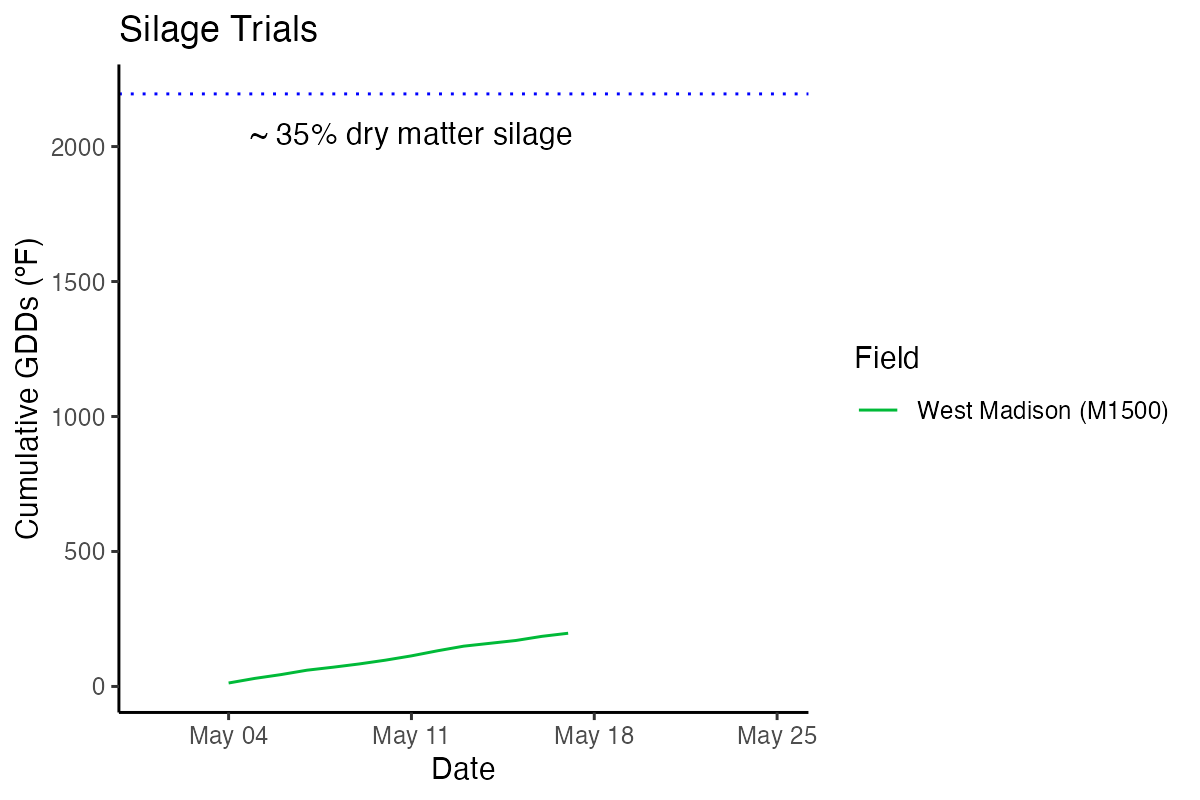 Silage Trials
~ 35% dry matter silage
Cumulative GDDs (°F)
2000
1500
1000
500
0
May 04
May 11
May 18
May 25
Date
Field
West Madison (M1500)